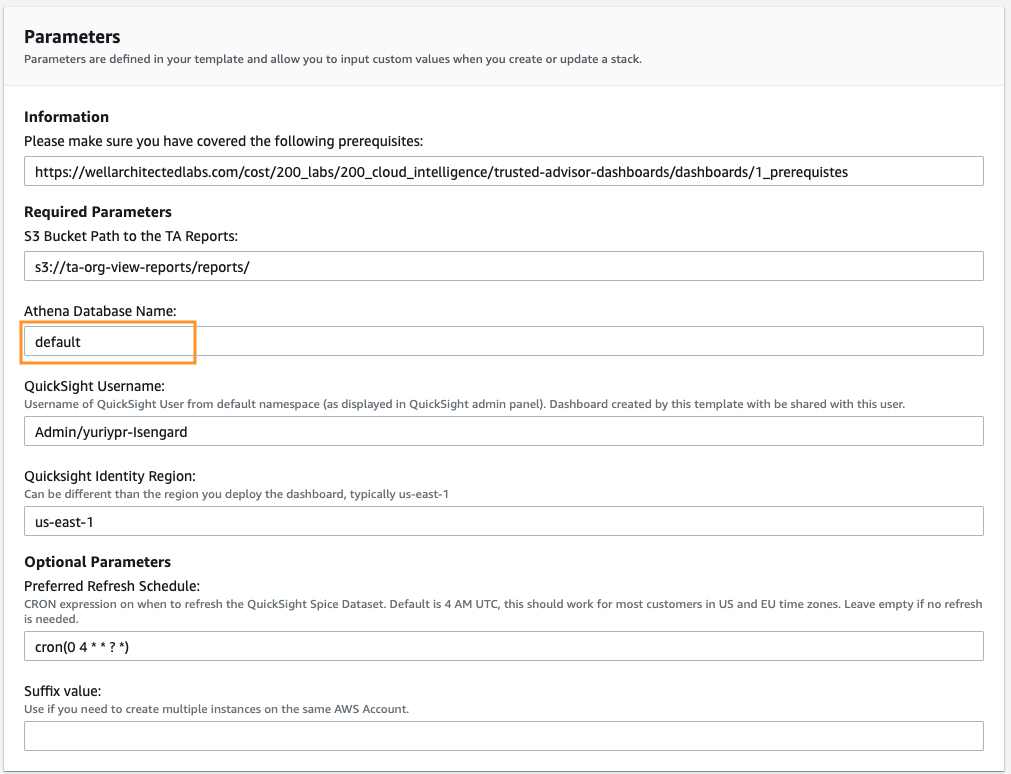 Parameters
Parameters are defined in your template and allow you to input custom values when you create or update a stack.
Information
Please make sure you have covered the following prerequisites:
https://wellarchitectedlabs.com/cost/200_labs/200_cloud_intelligence/trusted-advisor-dashboards/dashboards/1_prerequistes
Required Parameters
S3 Bucket Path to the TA Reports:
s3://ta-org-view-reports/reports/
Athena Database Name:
default
QuickSight Username:
Username of QuickSight User from default namespace (as displayed in QuickSight admin panel). Dashboard created by this template with be shared with this user.
Admin/yuriypr-Isengard
Quicksight Identity Region:
Can be different than the region you deploy the dashboard, typically us-east-1
us-east-1
Optional Parameters
Preferred Refresh Schedule:
CRON expression on when to refresh the QuickSight Spice Dataset. Default is 4 AM UTC, this should work for most customers in US and EU time zones. Leave empty if no refresh
is needed.
cron(0 4 * * ? *)
Suffix value:
Use if you need to create multiple instances on the same AWS Account.